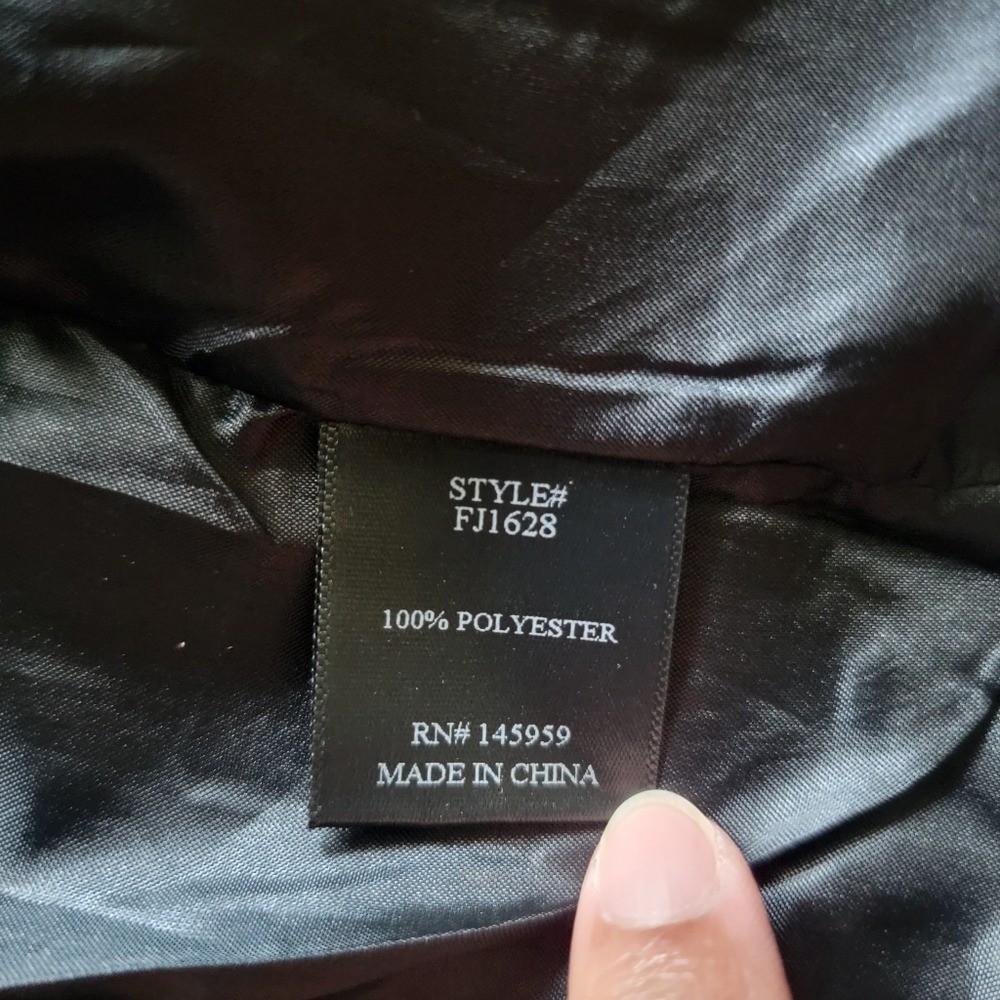 STYLE#
FJ1628
100% POLYESTER
RN# 145959
MADE IN CHINA